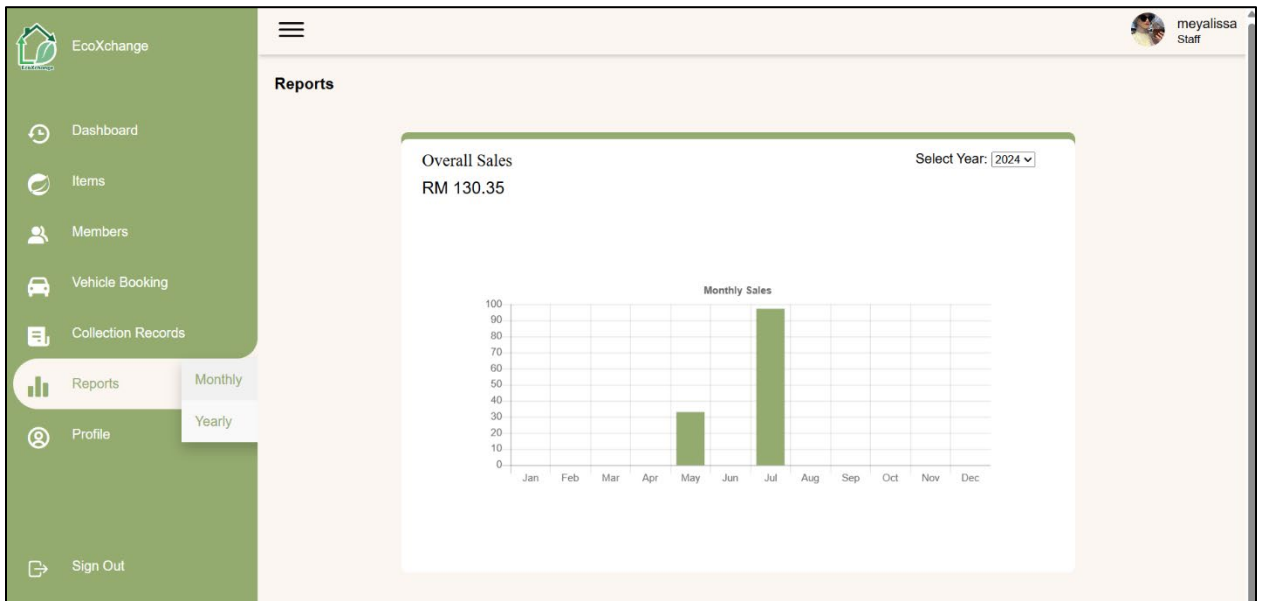 EcoXchange
EcoXchange
Dashboard
Items
Members
Vehicle Booking
Collection Records
Reports
Monthly
Yearly
Profile
Sign Out
meyalissa
Staff
Reports
Overall Sales
Select Year: 2024
RM 130.35
Monthly Sales
100
90
80
70
60
50
40
30
20
10
0
Jan Feb Mar Apr May Jun Jul Aug Sep Oct Nov Dec